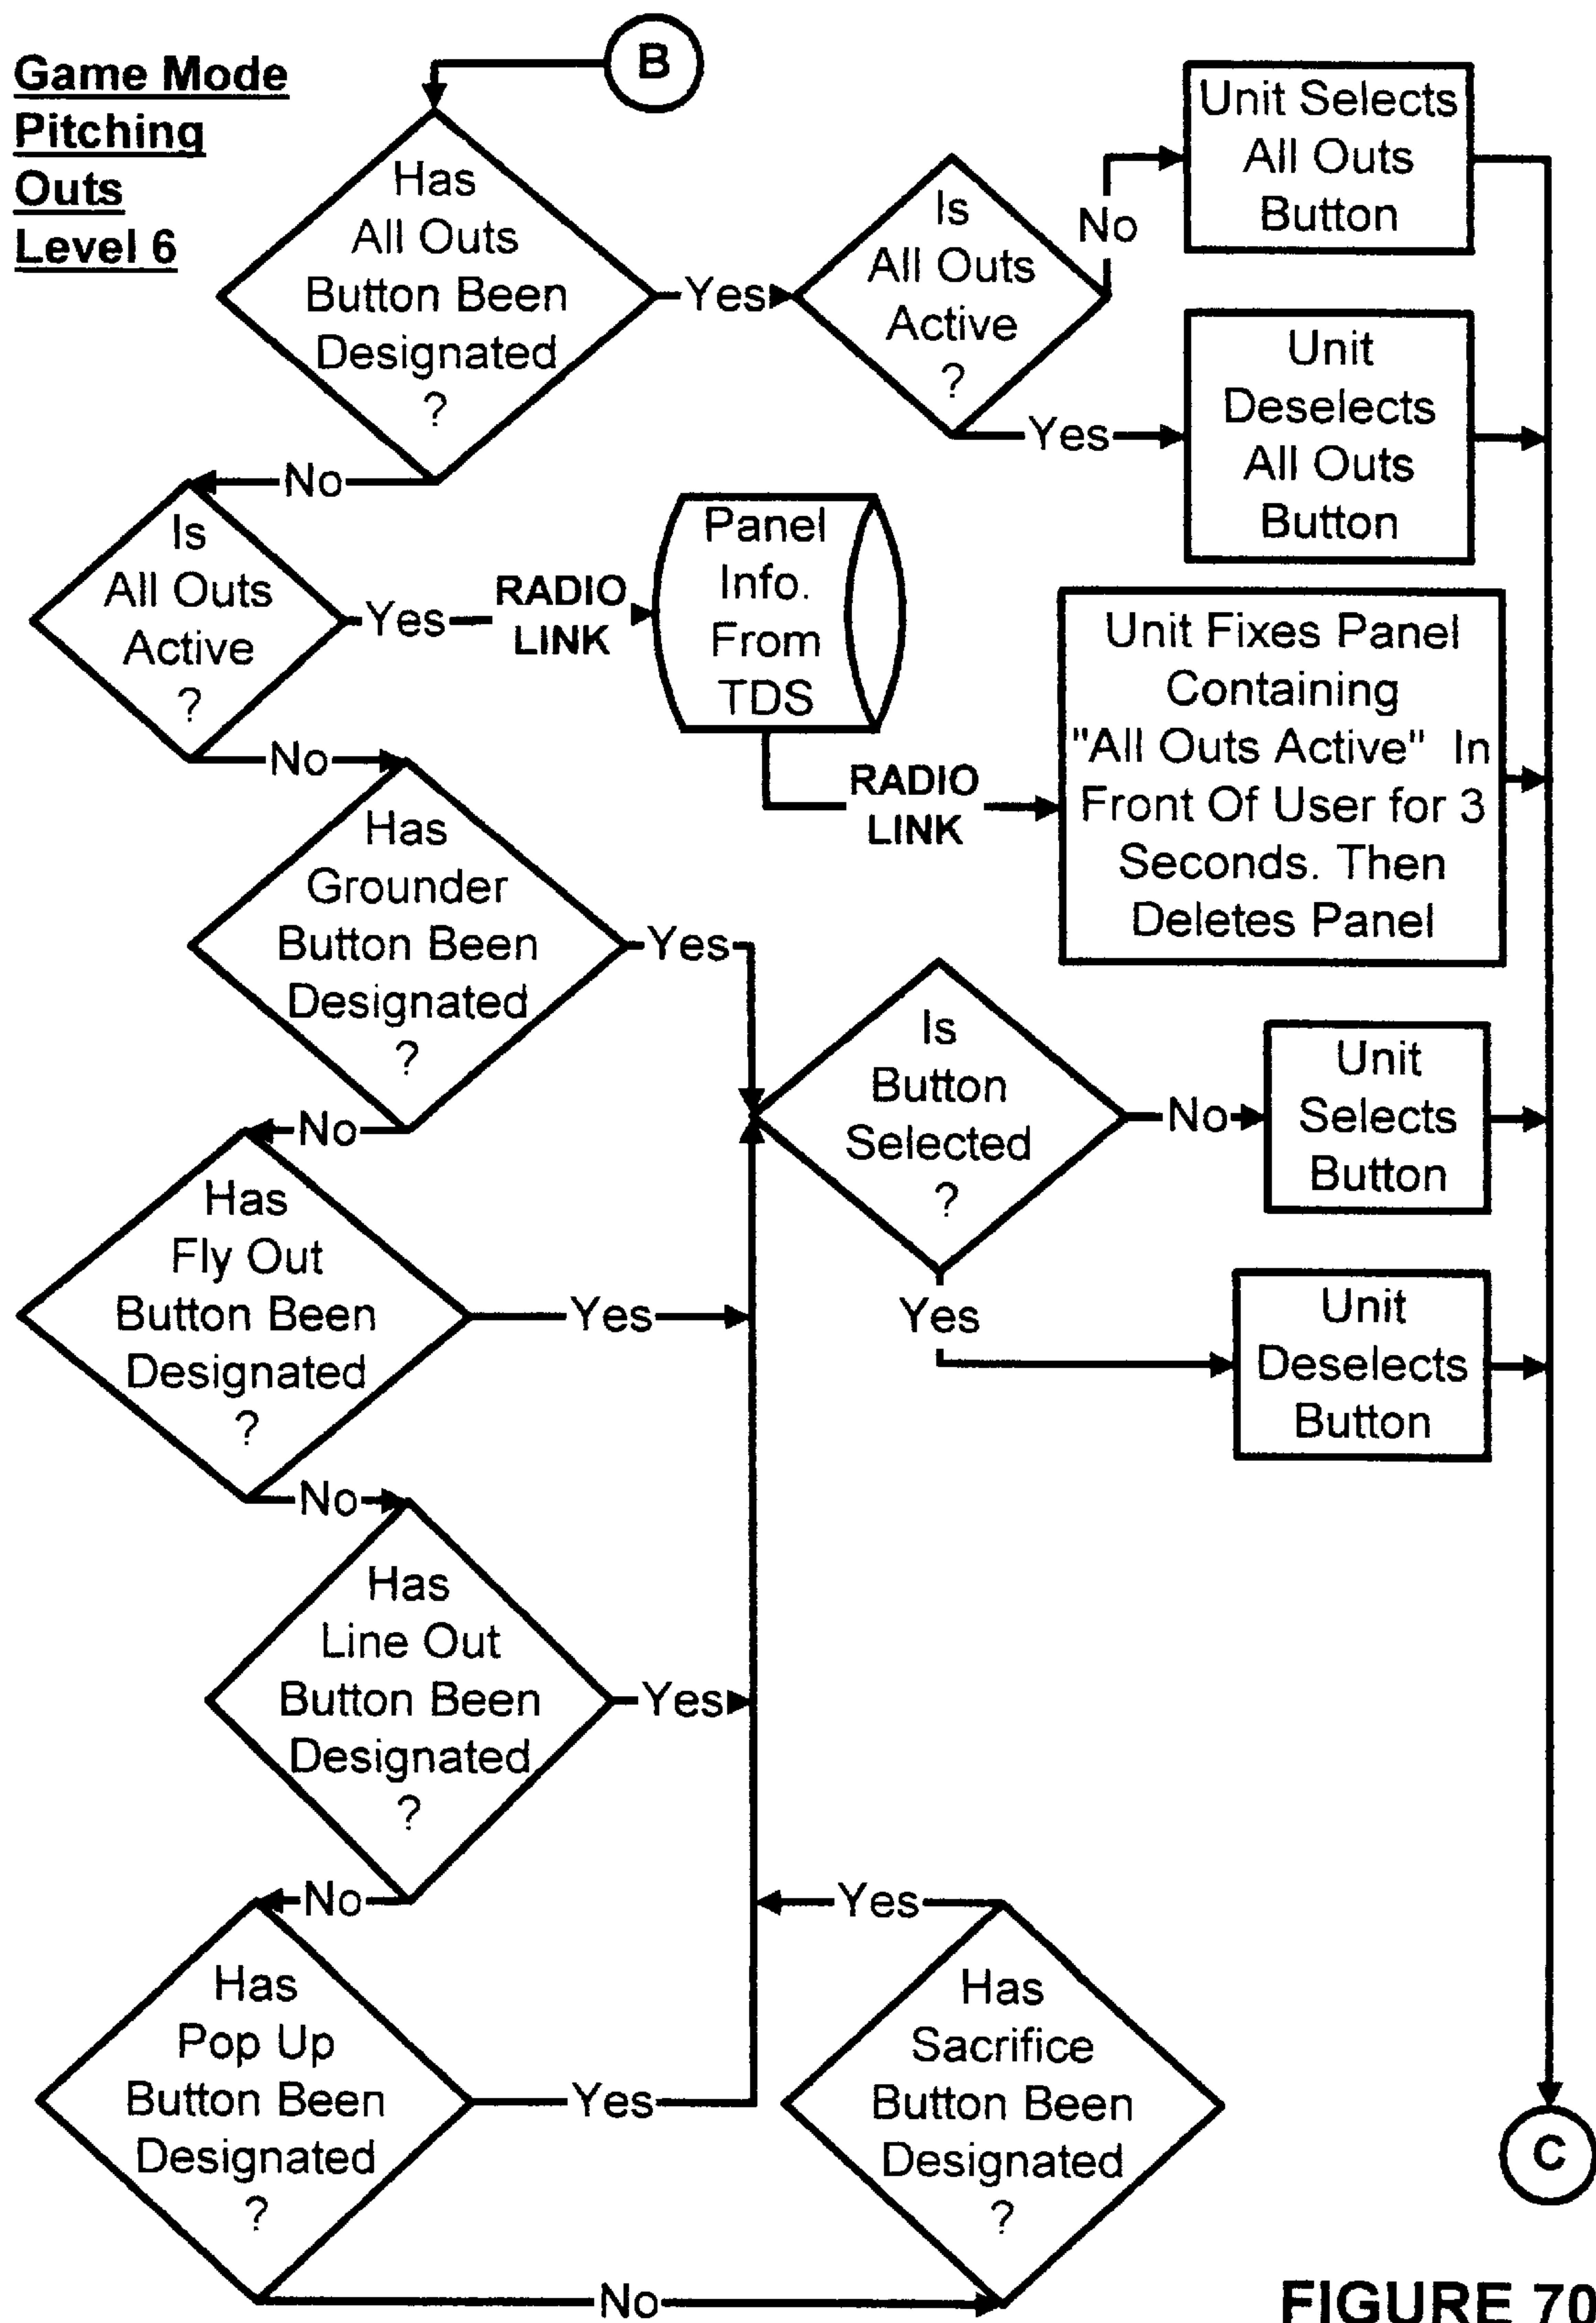 Game Mode
Pitching
Outs
Level 6
B
Has
All Outs
Button Been
Designated
?
Yes
Is
All Outs
Active
?
No
Unit Selects
All Outs
Button
Yes
Unit
Deselects
All Outs
Button
No
Is
All Outs
Active
?
Yes
RADIO
LINK
Panel
Info.
From
TDS
RADIO
LINK
Unit Fixes Panel
Containing
"All Outs Active" In
Front Of User for 3
Seconds. Then
Deletes Panel
No
Has
Grounder
Button Been
Designated
?
Yes
Is
Button
Selected
?
No
Unit
Selects
Button
Yes
Unit
Deselects
Button
No
Has
Fly Out
Button Been
Designated
?
Yes
No
Has
Line Out
Button Been
Designated
?
Yes
No
Has
Pop Up
Button Been
Designated
?
Yes
No
Has
Sacrifice
Button Been
Designated
?
Yes
C
FIGURE 70